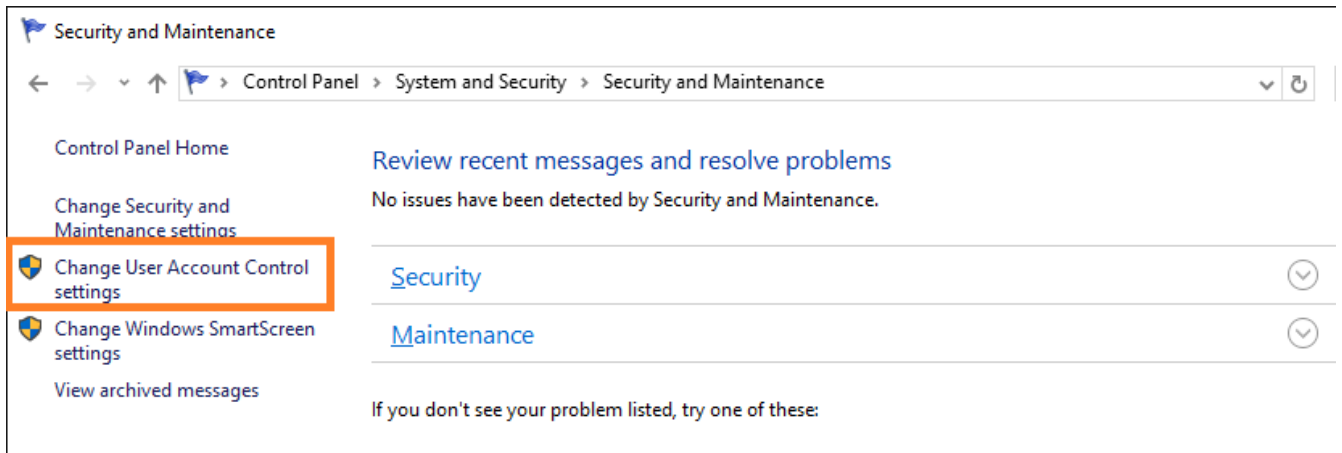 Security and Maintenance
Control Panel > System and Security > Security and Maintenance
Control Panel Home
Change Security and
Maintenance settings
Change User Account Control
settings
Change Windows SmartScreen
settings
View archived messages
Review recent messages and resolve problems
No issues have been detected by Security and Maintenance.
Security
Maintenance
If you don't see your problem listed, try one of these: